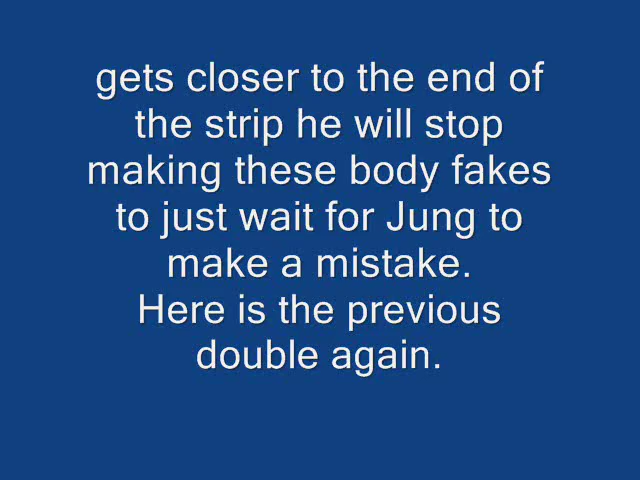 gets closer to the end of
the strip he will stop
making these body fakes
to just wait for Jung to
make a mistake.
Here is the previous
double again.